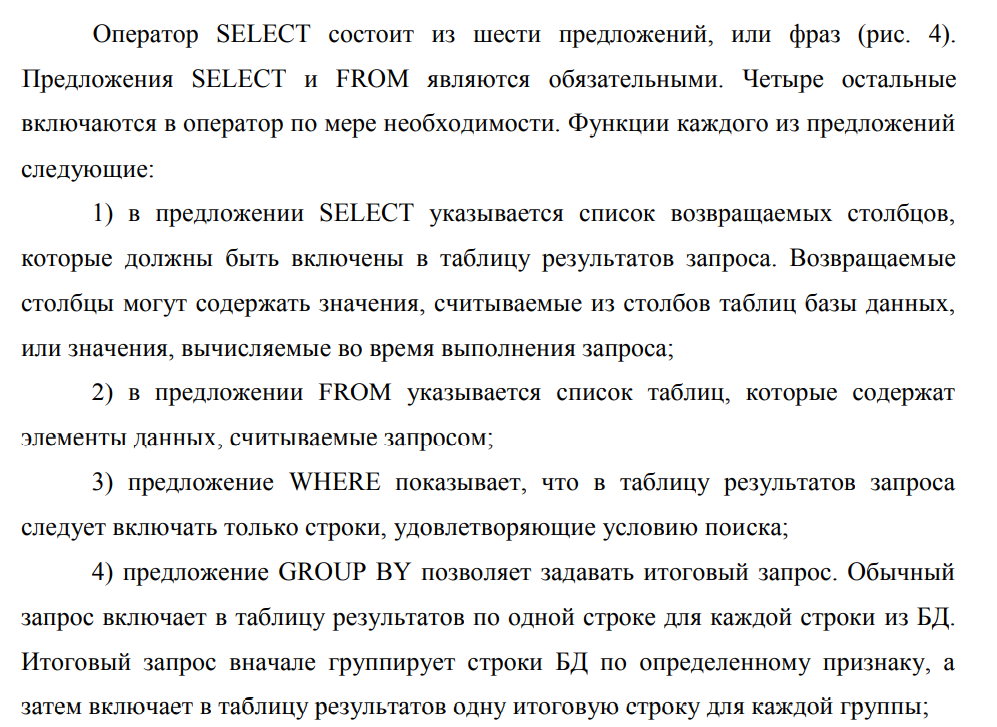 Оператор SELECT состоит из шести предложений, или фраз (рис. 4).
Предложения SELECT и FROM являются обязательными. Четыре остальные
включаются в оператор по мере необходимости. Функции каждого из предложений
следующие:
1) в предложении SELECT указывается список возвращаемых столбцов,
которые должны быть включены в таблицу результатов запроса. Возвращаемые
столбцы могут содержать значения, считываемые из столбов таблиц базы данных,
или значения, вычисляемые во время выполнения запроса;
2) в предложении FROM указывается список таблиц, которые содержат
элементы данных, считываемые запросом;
3) предложение WHERE показывает, что в таблицу результатов запроса
следует включать только строки, удовлетворяющие условию поиска;
4) предложение GROUP BY позволяет задавать итоговый запрос. Обычный
запрос включает в таблицу результатов по одной строке для каждой строки из БД.
Итоговый запрос вначале группирует строки БД по определенному признаку, а
затем включает в таблицу результатов одну итоговую строку для каждой группы;